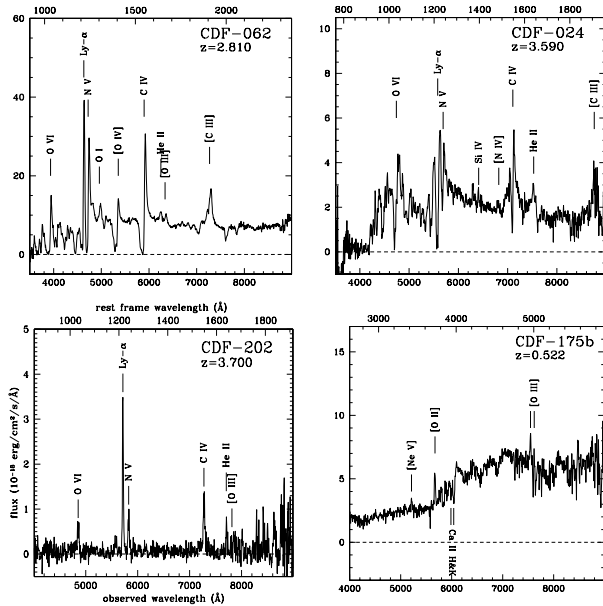 1000 1500 2000
CDF-062
z=2.810
60
40
20
0
O VI
Ly-α
N V
O I
[O IV]
C IV
He II
[O III]
[C III]
4000 5000 6000 7000 8000
800 1000 1200 1400 1600 1800
CDF-024
z=3.590
10
8
6
4
2
0
O VI
Ly-α
N V
Si IV
[N IV]
C IV
He II
[C III]
4000 5000 6000 7000 8000
rest frame wavelength (Å)
1000 1200 1400 1600 1800
CDF-202
z=3.700
5
4
3
2
1
0
O VI
Ly-α
N V
C IV
He II
[O III]
flux (10⁻¹⁸ erg/cm²/s/Å)
5000 6000 7000 8000
observed wavelength (Å)
3000 4000 5000
CDF-175b
z=0.522
15
10
5
0
[Ne V]
[O II]
Ca II H&K
[O III]
4000 5000 6000 7000 8000